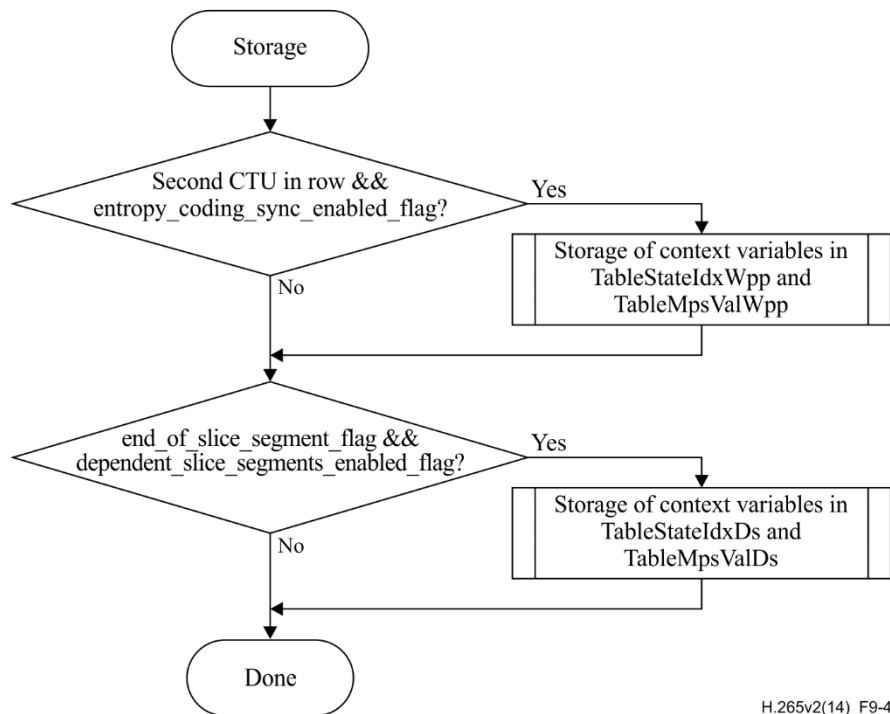 Storage
Second CTU in row &&
entropy_coding_sync_enabled_flag?
Yes
Storage of context variables in
TableStateIdxWpp and
TableMpsValWpp
No
end_of_slice_segment_flag &&
dependent_slice_segments_enabled_flag?
Yes
Storage of context variables in
TableStateIdxDs and
TableMpsValDs
No
Done
H.265v2(14)_F9-4